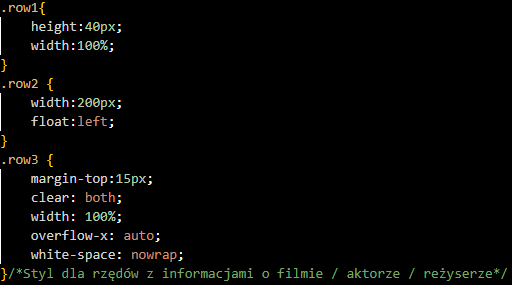 .row1{
    height:40px;
    width:100%;
}
.row2 {
    width:200px;
    float:left;
}
.row3 {
    margin-top:15px;
    clear: both;
    width: 100%;
    overflow-x: auto;
    white-space: nowrap;
}/*Styl dla rzędów z informacjami o filmie / aktorze / reżyserze*/